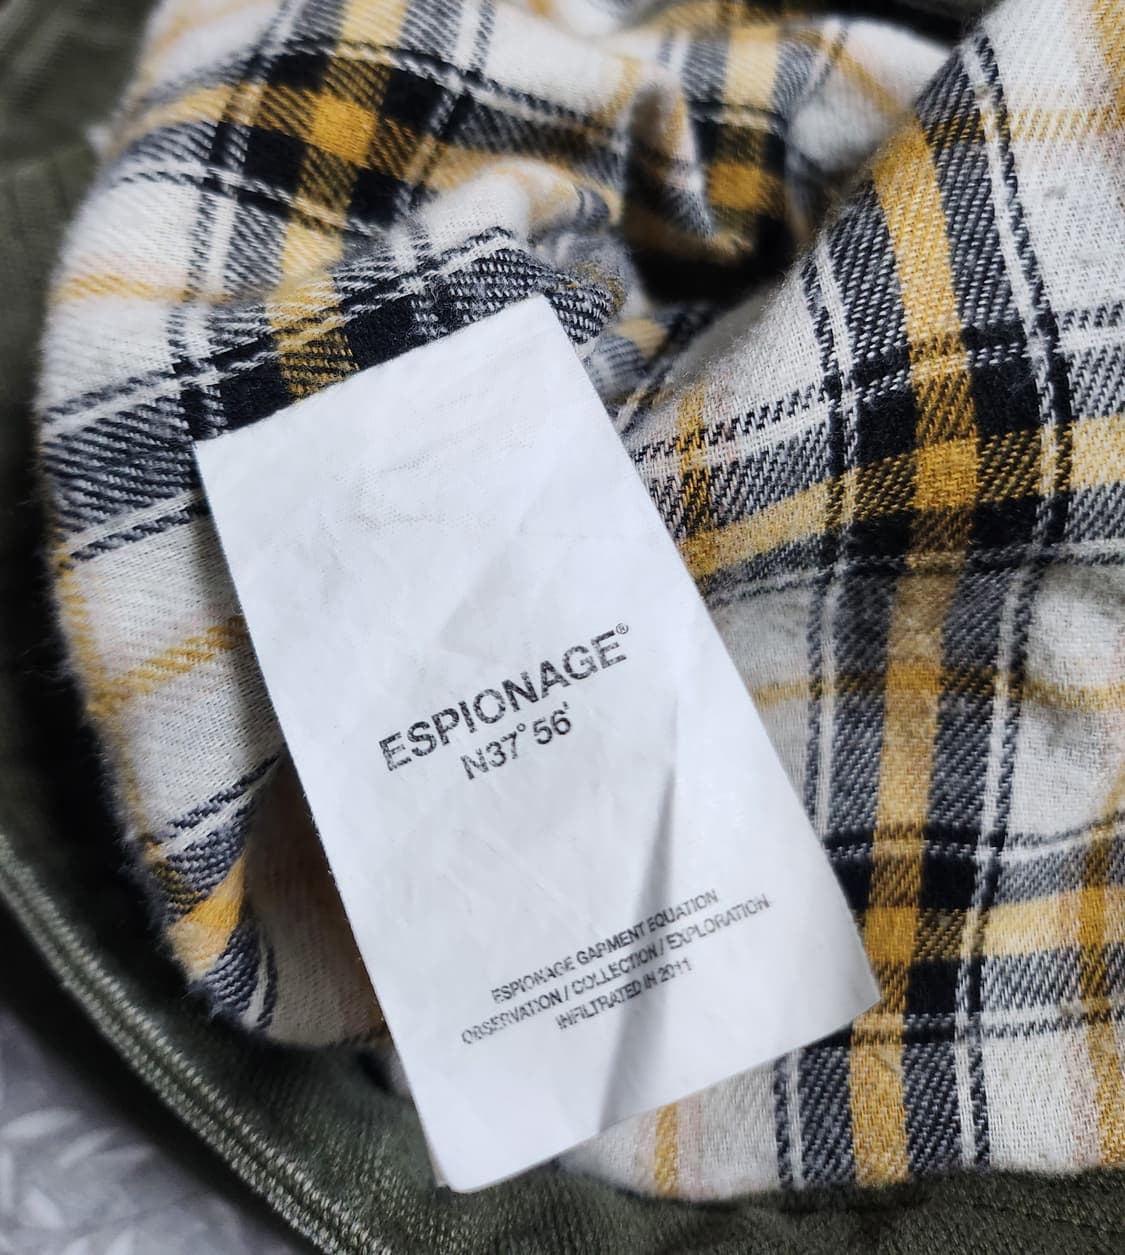 ESPIONAGE®
N37°56'
ESPIONAGE GARMENT EQUATION
OBSERVATION / COLLECTION / EXPLORATION
INFILTRATED IN 2011